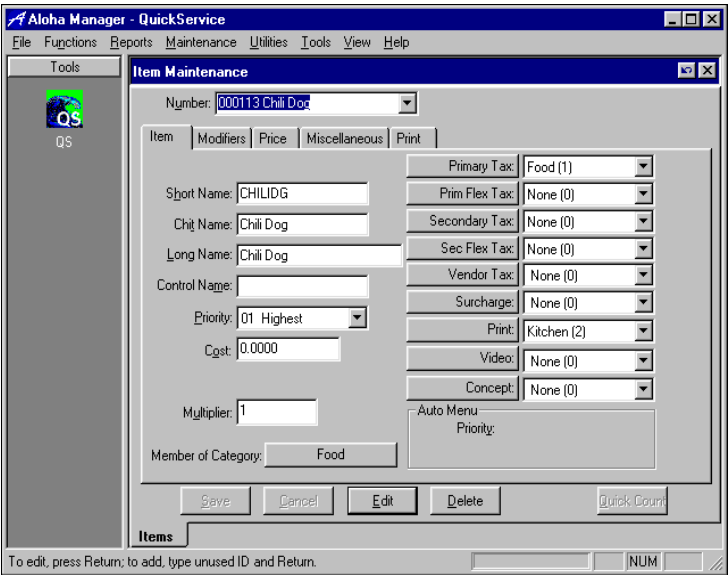 Aloha Manager - QuickService
File Functions Reports Maintenance Utilities Tools View Help
Tools
QS
QS
Item Maintenance
Number: 000113 Chili Dog
Item Modifiers Price Miscellaneous Print
Short Name: CHILIDG
Chit Name: Chili Dog
Long Name: Chili Dog
Control Name:
Priority: 01 Highest
Cost: 0.0000
Multiplier: 1
Member of Category: Food
Primary Tax: Food (1)
Prim Flex Tax: None (0)
Secondary Tax: None (0)
Sec Flex Tax: None (0)
Vendor Tax: None (0)
Surcharge: None (0)
Print: Kitchen (2)
Video: None (0)
Concept: None (0)
Auto Menu
Priority:
Save Cancel Edit Delete Quick Count
Items
To edit, press Return; to add, type unused ID and Return.
NUM